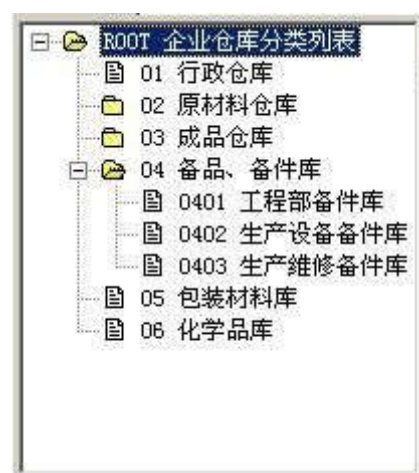 ROOT 企业仓库分类列表
01 行政仓库
02 原材料仓库
03 成品仓库
04 备品、备件库
0401 工程部备件库
0402 生产设备备件库
0403 生产维修备件库
05 包装材料库
06 化学品库